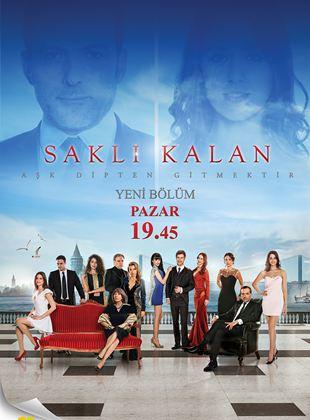 SAKLI KALAN
AŞK DİPTEN GİTMEKTİR
YENİ BÖLÜM
PAZAR
19.45